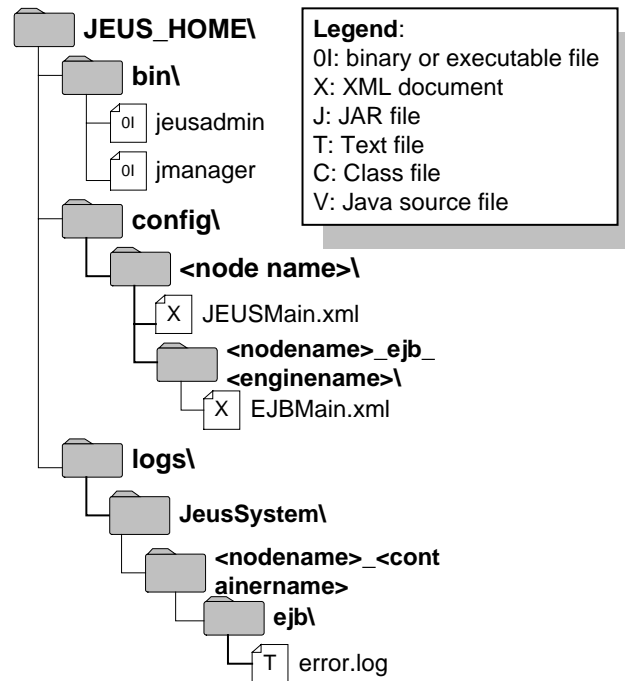 JEUS_HOME\
bin\
0I jeusadmin
0I jmanager
config\
<node name>\
X JEUSMain.xml
<nodename>_ejb_
<enginename>\
X EJBMain.xml
logs\
JeusSystem\
<nodename>_<cont
ainername>
ejb\
T error.log
Legend:
0I: binary or executable file
X: XML document
J: JAR file
T: Text file
C: Class file
V: Java source file